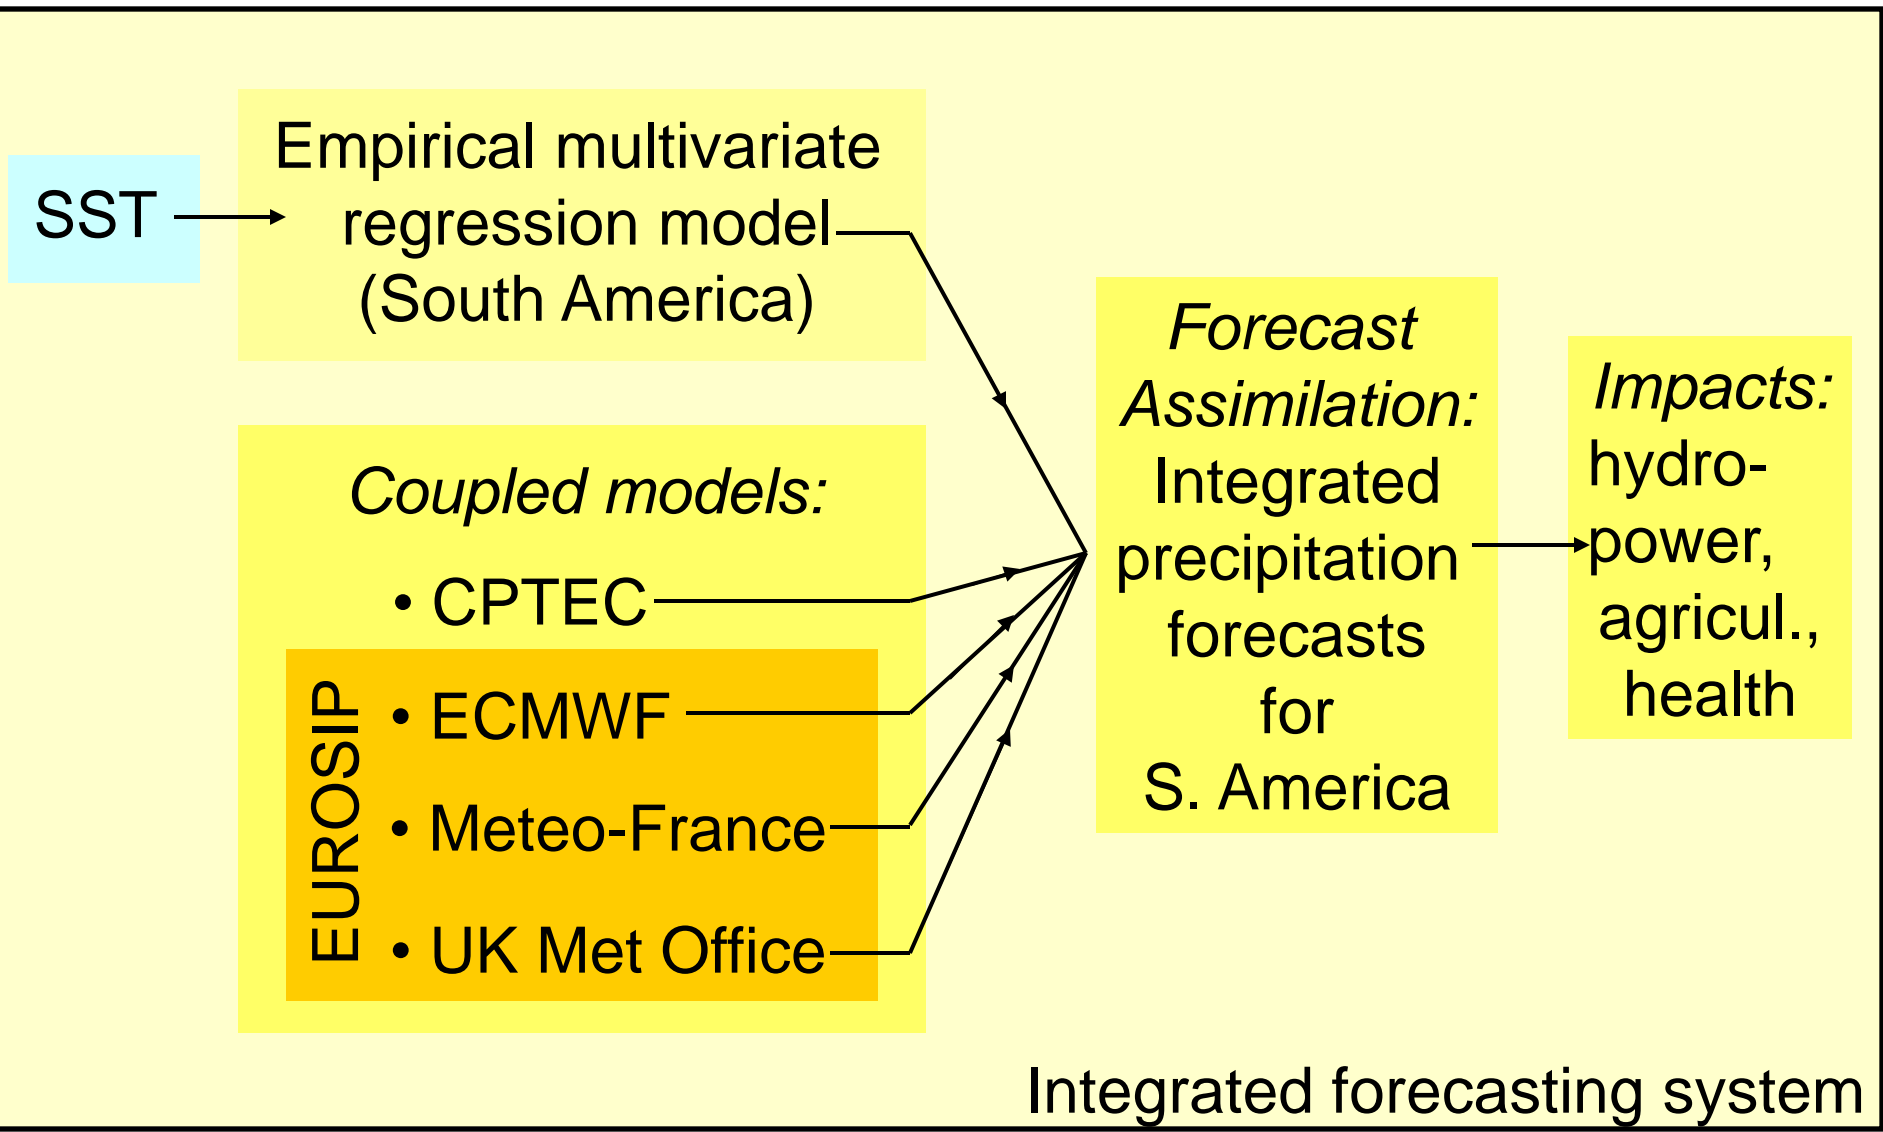 SST
Empirical multivariate
regression model
(South America)
Coupled models:
• CPTEC
EUROSIP
• ECMWF
• Meteo-France
• UK Met Office
Forecast
Assimilation:
Integrated
precipitation
forecasts
for
S. America
Impacts:
hydro-
power,
agricul.,
health
Integrated forecasting system